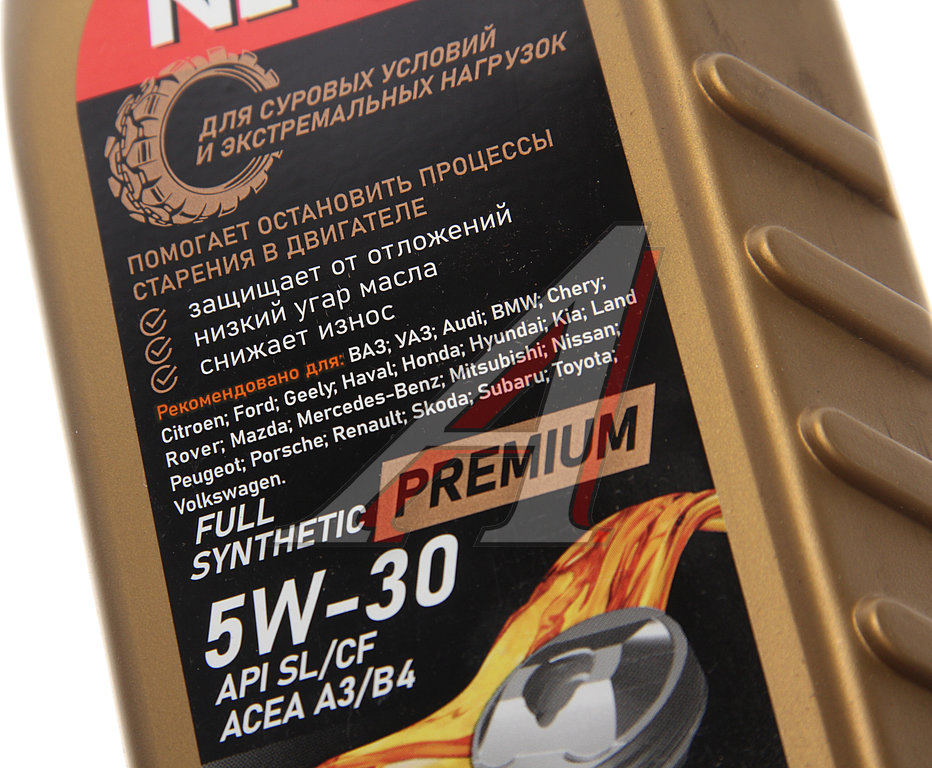 ДЛЯ СУРОВЫХ УСЛОВИЙ
И ЭКСТРЕМАЛЬНЫХ НАГРУЗОК
ПОМОГАЕТ ОСТАНОВИТЬ ПРОЦЕССЫ
СТАРЕНИЯ В ДВИГАТЕЛЕ
защищает от отложений
низкий угар масла
снижает износ
Рекомендовано для: ВАЗ; УАЗ; Audi; BMW; Chery;
Citroen; Ford; Geely; Haval; Honda; Hyundai; Kia; Land
Rover; Mazda; Mercedes-Benz; Mitsubishi; Nissan;
Peugeot; Porsche; Renault; Skoda; Subaru; Toyota;
Volkswagen.
FULL
SYNTHETIC PREMIUM
5W-30
API SL/CF
ACEA A3/B4